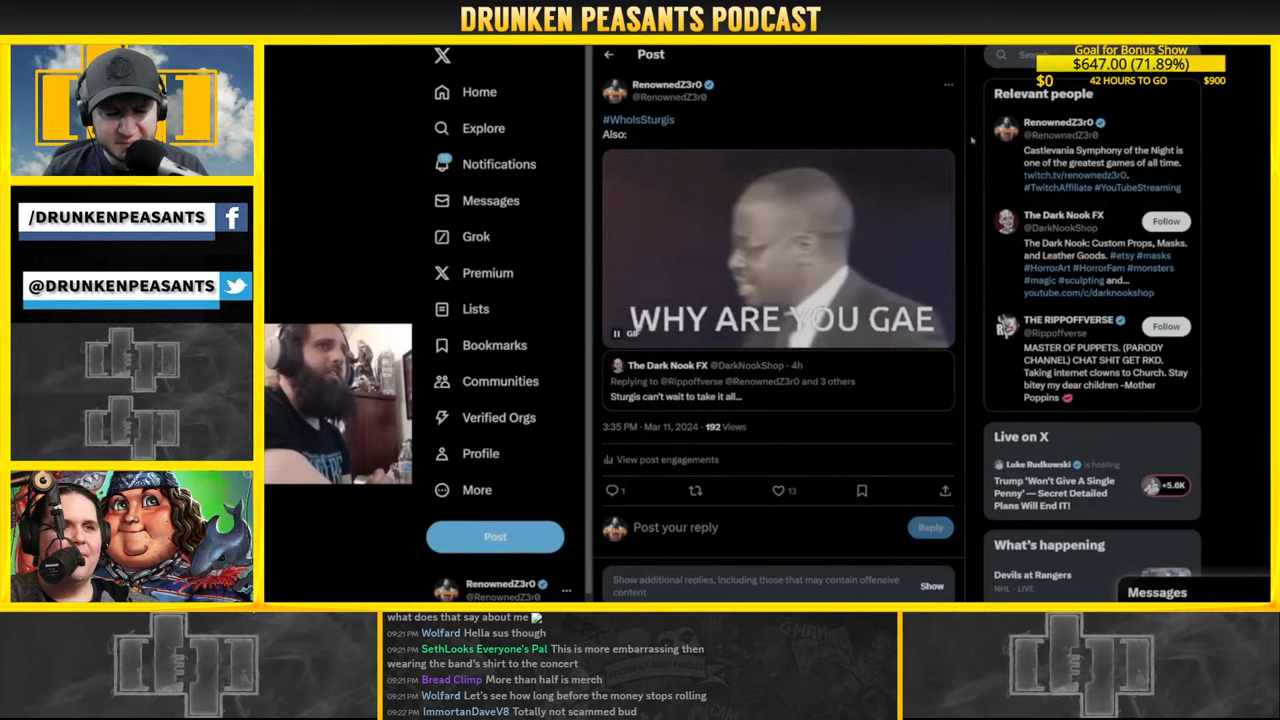 DRUNKEN PEASANTS PODCAST
/DRUNKENPEASANTS
@DRUNKENPEASANTS
Home
Explore
Notifications
Messages
Grok
Premium
Lists
Bookmarks
Communities
Verified Orgs
Profile
More
Post
RenownedZ3r0
@RenownedZ3r0
Post
RenownedZ3r0
@RenownedZ3r0
#WhoIsSturgis
Also:
WHY ARE YOU GAE
GIF
The Dark Nook FX @DarkNookShop · 4h
Replying to @Rippoffverse @RenownedZ3r0 and 3 others
Sturgis can't wait to take it all...
3:35 PM · Mar 11, 2024 · 192 Views
View post engagements
1
13
Post your reply
Reply
Show additional replies, including those that may contain offensive
content
Show
Goal for Bonus Show
$647.00 (71.89%)
$0
42 HOURS TO GO
$900
Relevant people
RenownedZ3r0
@RenownedZ3r0
Castlevania Symphony of the Night is
one of the greatest games of all time.
twitch.tv/renownedz3r0.
#TwitchAffiliate #YouTubeStreaming
The Dark Nook FX
@DarkNookShop
Follow
The Dark Nook: Custom Props, Masks.
and Leather Goods. #etsy #masks
#HorrorArt #HorrorFam #monsters
#magic #sculpting and...
youtube.com/c/darknookshop
THE RIPPOFFVERSE
@Rippoffverse
Follow
MASTER OF PUPPETS. (PARODY
CHANNEL) CHAT SHIT GET RKD.
Taking internet clowns to Church. Stay
bitey my dear children -Mother
Poppins 💋
Live on X
Luke Rudkowski is hosting
Trump 'Won't Give A Single
Penny' — Secret Detailed
Plans Will End IT!
+5.6K
What's happening
Devils at Rangers
NHL · LIVE
Messages
what does that say about me
09:21 PM Wolfard Hella sus though
09:21 PM SethLooks Everyone's Pal This is more embarrassing then
wearing the band's shirt to the concert
09:21 PM Bread Climp More than half is merch
09:21 PM Wolfard Let's see how long before the money stops rolling
09:22 PM ImmortanDaveV8 Totally not scammed bud